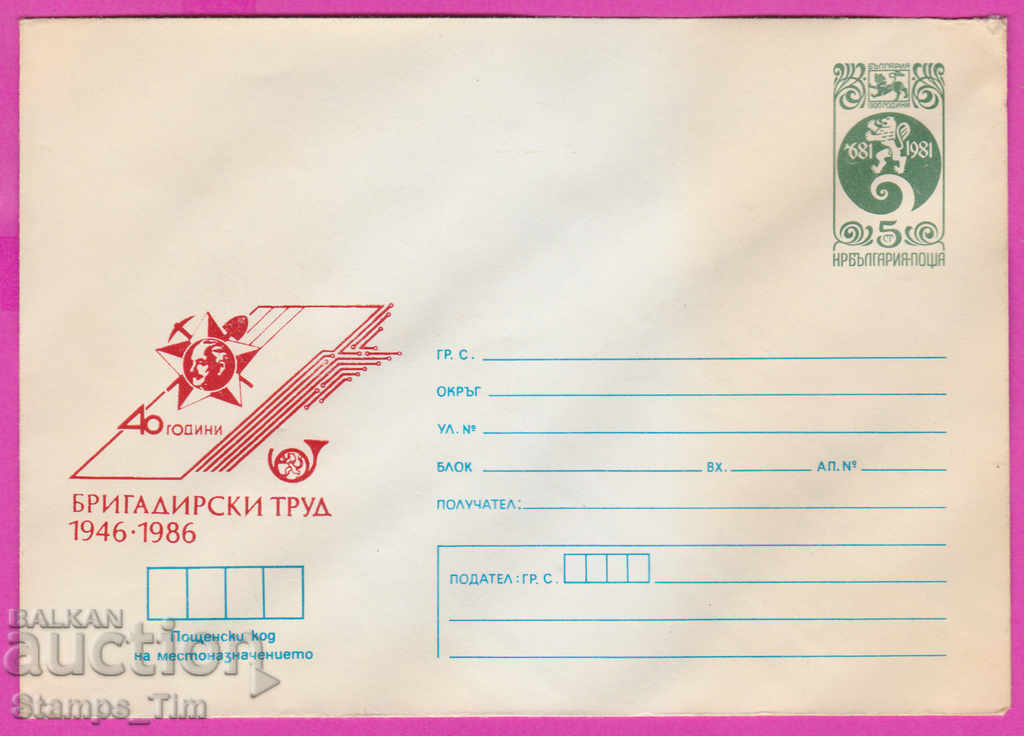 БЪЛГАРИЯ
1300 ГОДИНИ
681 1981
5 СТ
НРБЪЛГАРИЯ·ПОЩА
40 ГОДИНИ
БРИГАДИРСКИ ТРУД
1946·1986
ГР. С.
ОКРЪГ
УЛ. №
БЛОК ВХ. АП. №
ПОЛУЧАТЕЛ:
ПОДАТЕЛ: ГР. С.
Пощенски код
на местоназначението
BALKAN
auction
Stamps_Tim